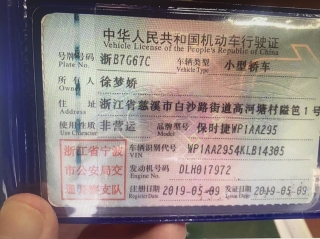 中华人民共和国机动车行驶证
Vehicle License of the People's Republic of China
号牌号码 浙B7G67C 车辆类型 小型轿车
Plate No. Vehicle Type
所有人 徐梦娇
Owner
住址 浙江省慈溪市白沙路街道高河塘村隘笆1号
Address
使用性质 非营运 品牌型号 保时捷WP1AA295
Use Character Model
浙江省宁波 车辆识别代号 WP1AA2954KLB14305
VIN
市公安局交 发动机号码 DLH017972
Engine No.
通警察支队 注册日期 2019-05-09 发证日期 2019-05-09
Register Date Issue Date